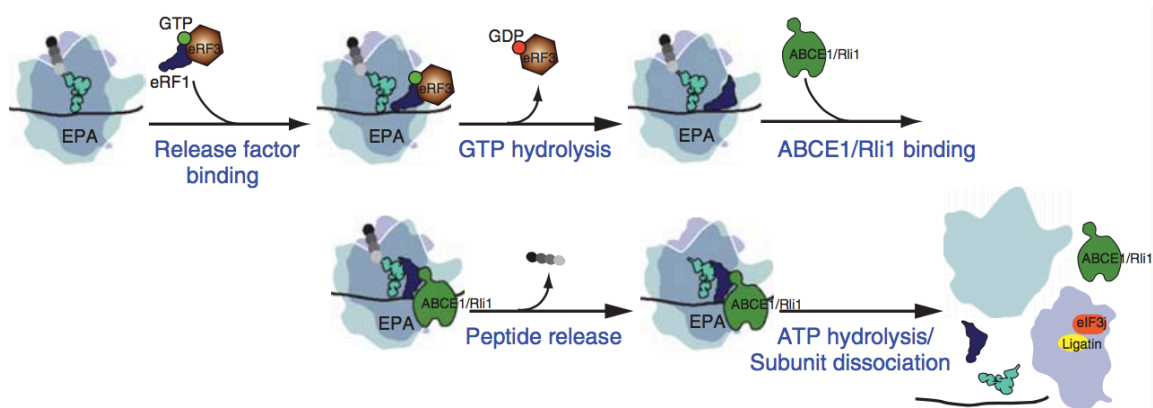 GTP
eRF3
eRF1
EPA
Release factor
binding
eRF3
EPA
GDP
eRF3
GTP hydrolysis
EPA
ABCE1/Rli1
ABCE1/Rli1 binding
ABCE1/Rli1
EPA
Peptide release
ABCE1/Rli1
EPA
ATP hydrolysis/
Subunit dissociation
ABCE1/Rli1
eIF3j
Ligatin